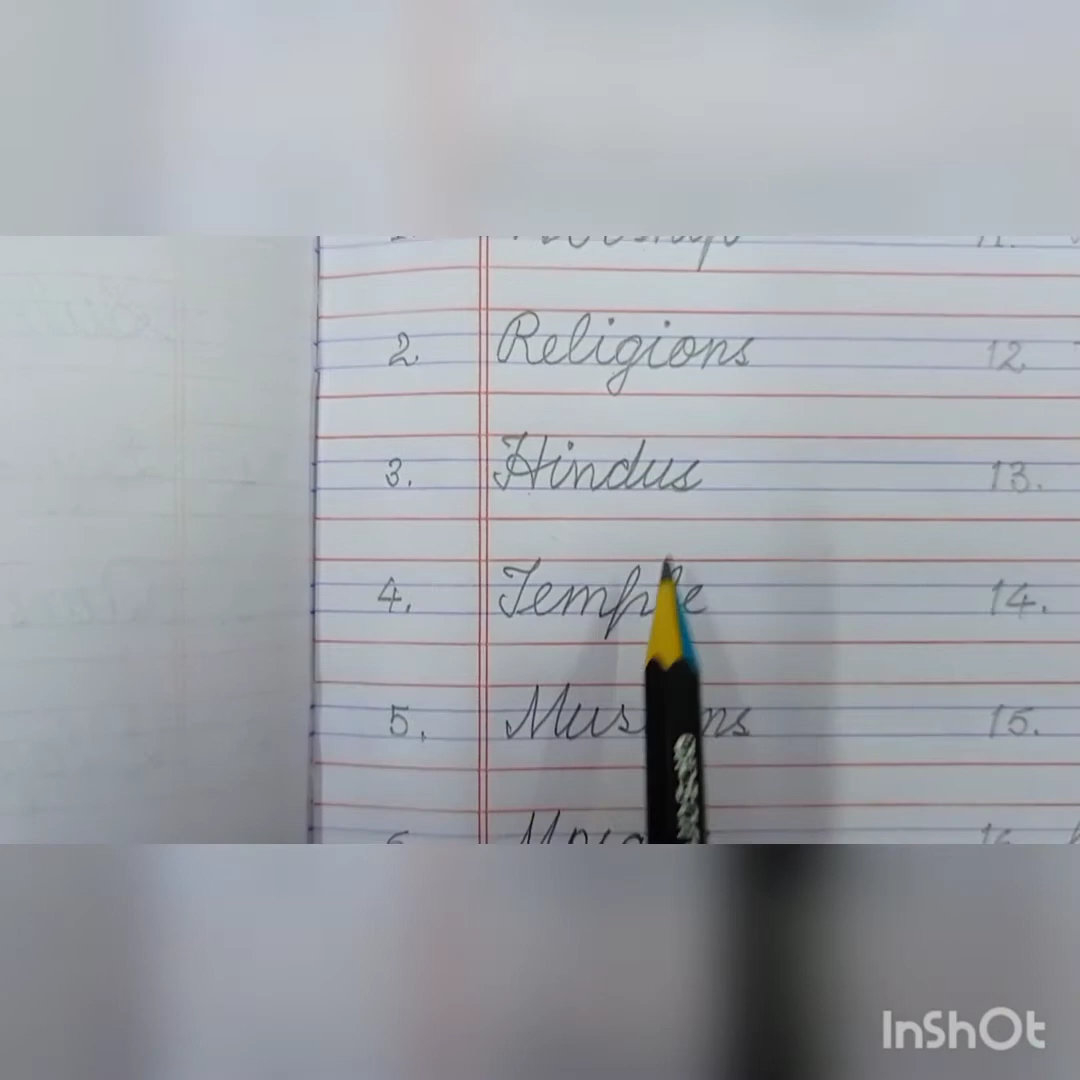 2. Religions 12
3. Hindus 13.
4. Temple 14.
5. 15.
InShOt